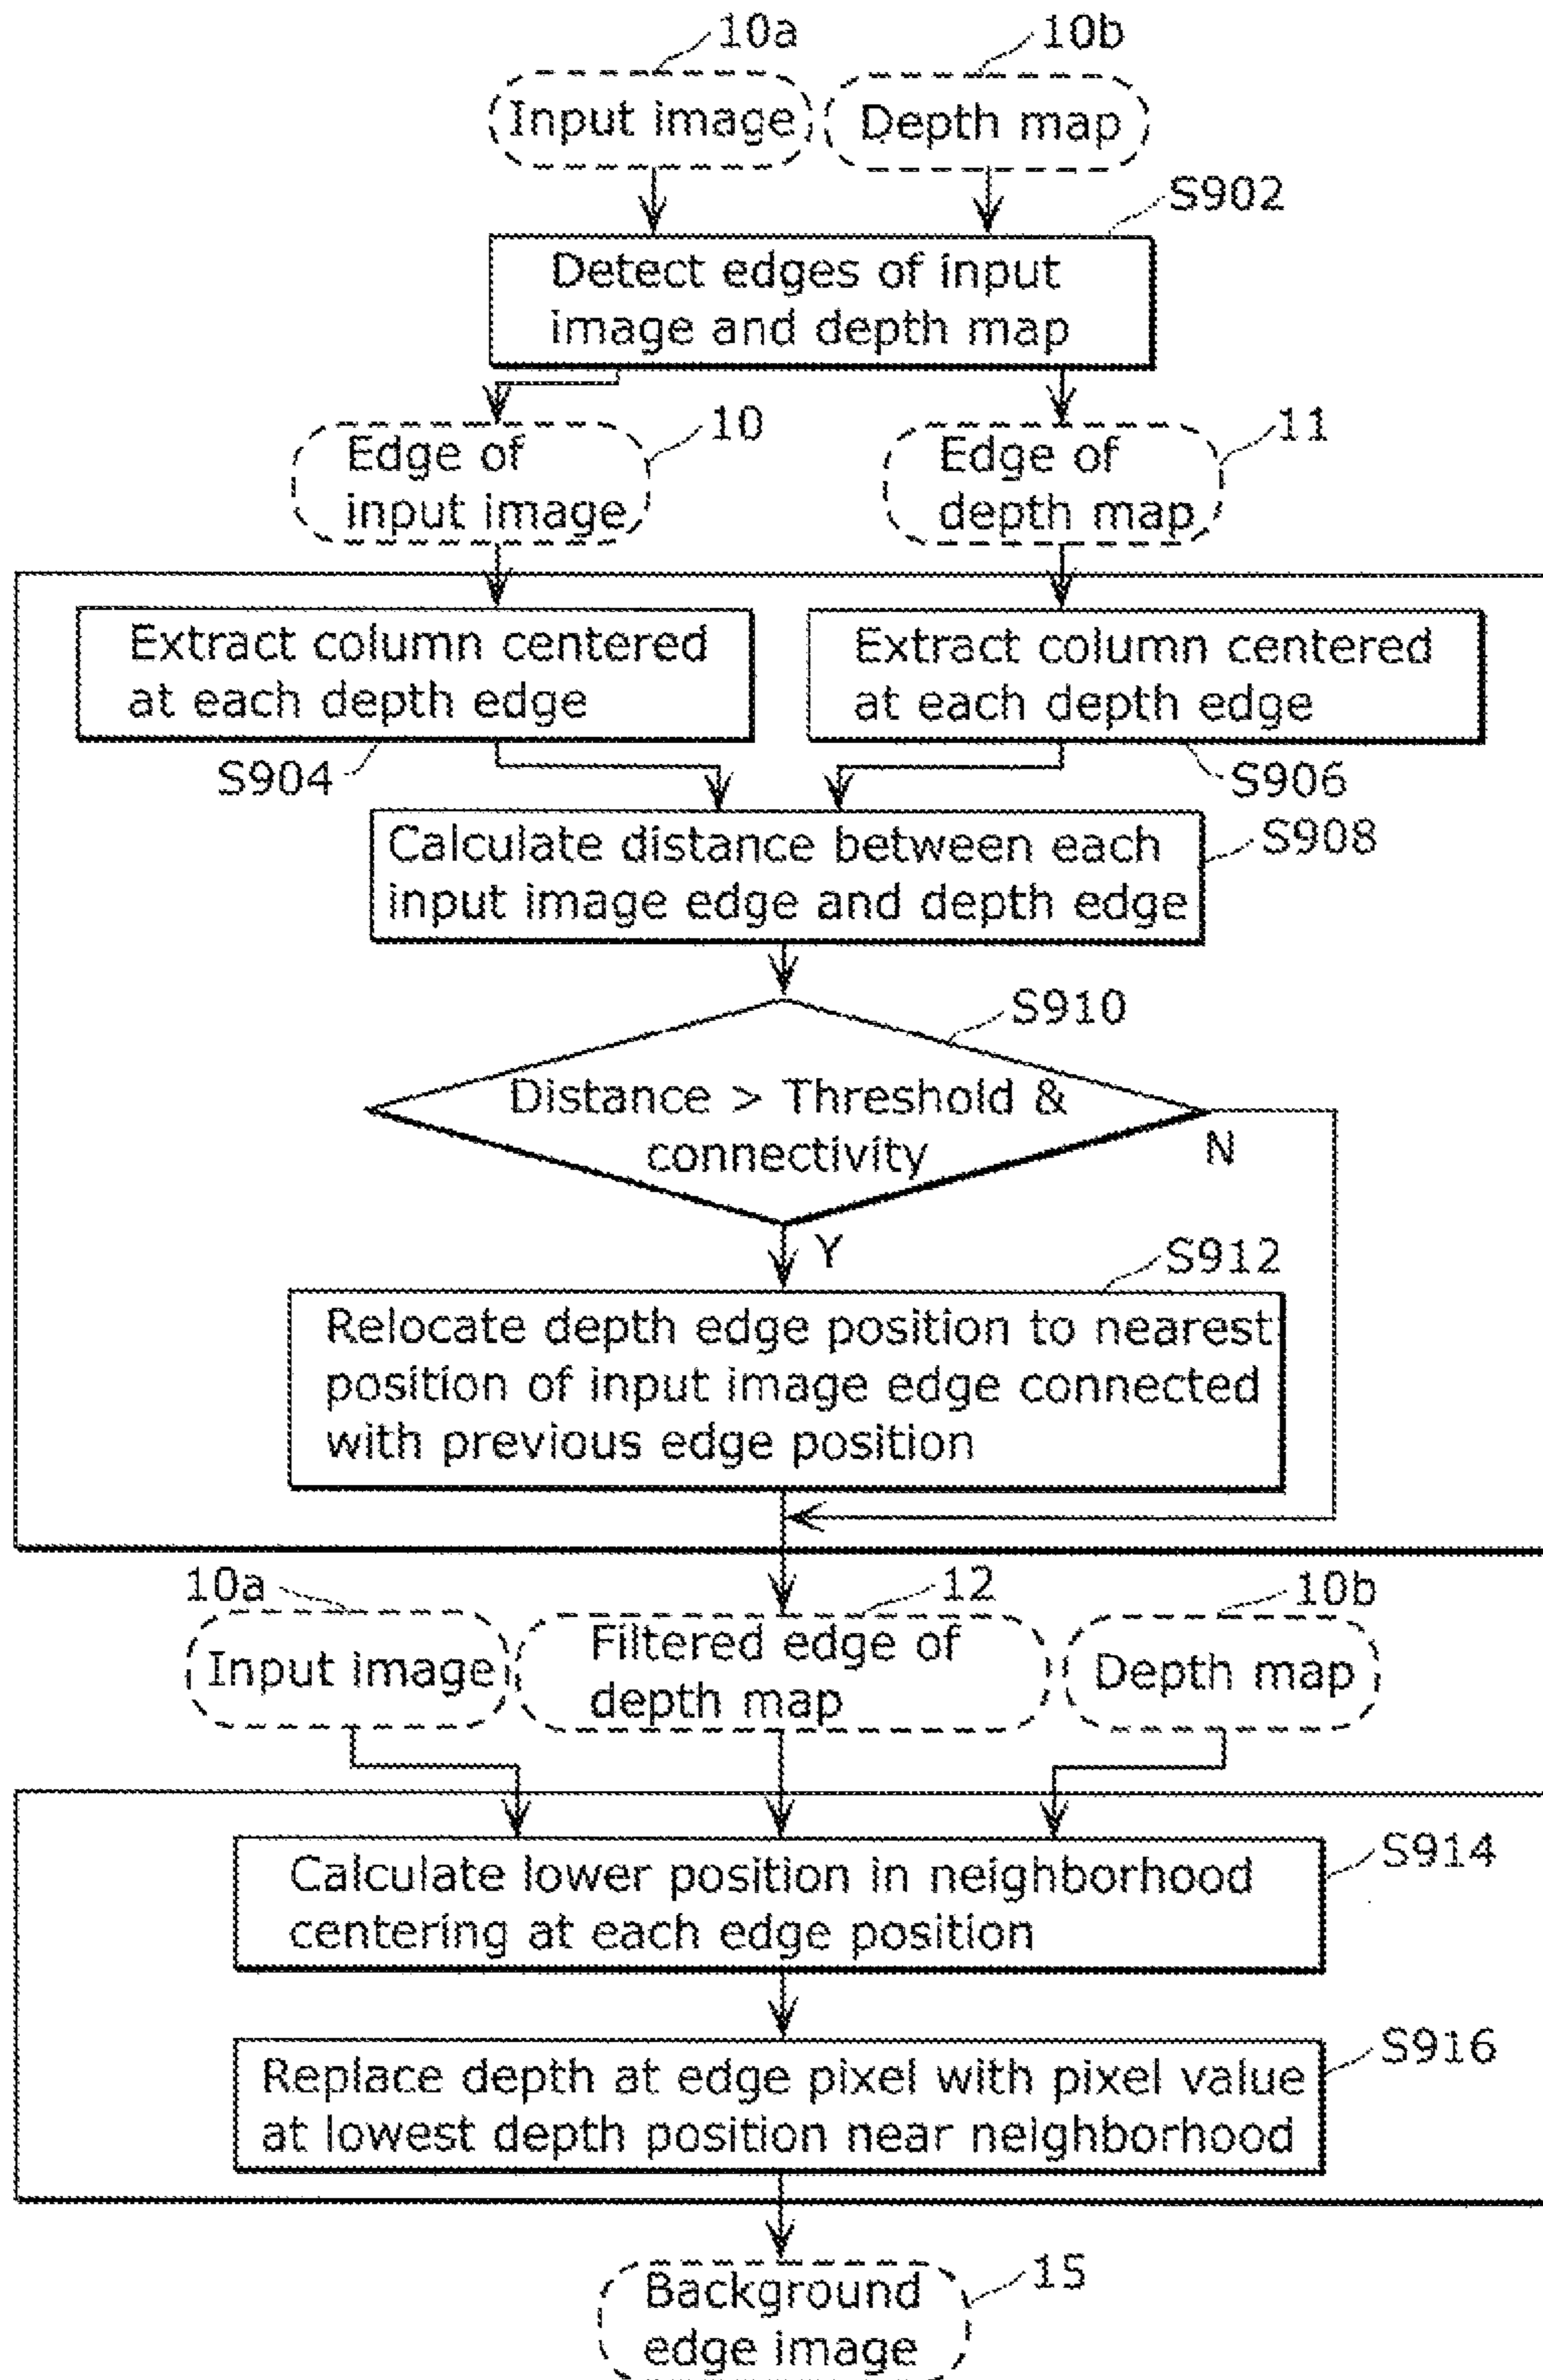 10a
10b
Input image
Depth map
S902
Detect edges of input
image and depth map
10
11
Edge of
input image
Edge of
depth map
Extract column centered
at each depth edge
Extract column centered
at each depth edge
S904
S906
Calculate distance between each
input image edge and depth edge
S908
S910
Distance > Threshold &
connectivity
N
Y
S912
Relocate depth edge position to nearest
position of input image edge connected
with previous edge position
10a
12
10b
Input image
Filtered edge of
depth map
Depth map
Calculate lower position in neighborhood
centering at each edge position
S914
Replace depth at edge pixel with pixel value
at lowest depth position near neighborhood
S916
Background
edge image
15